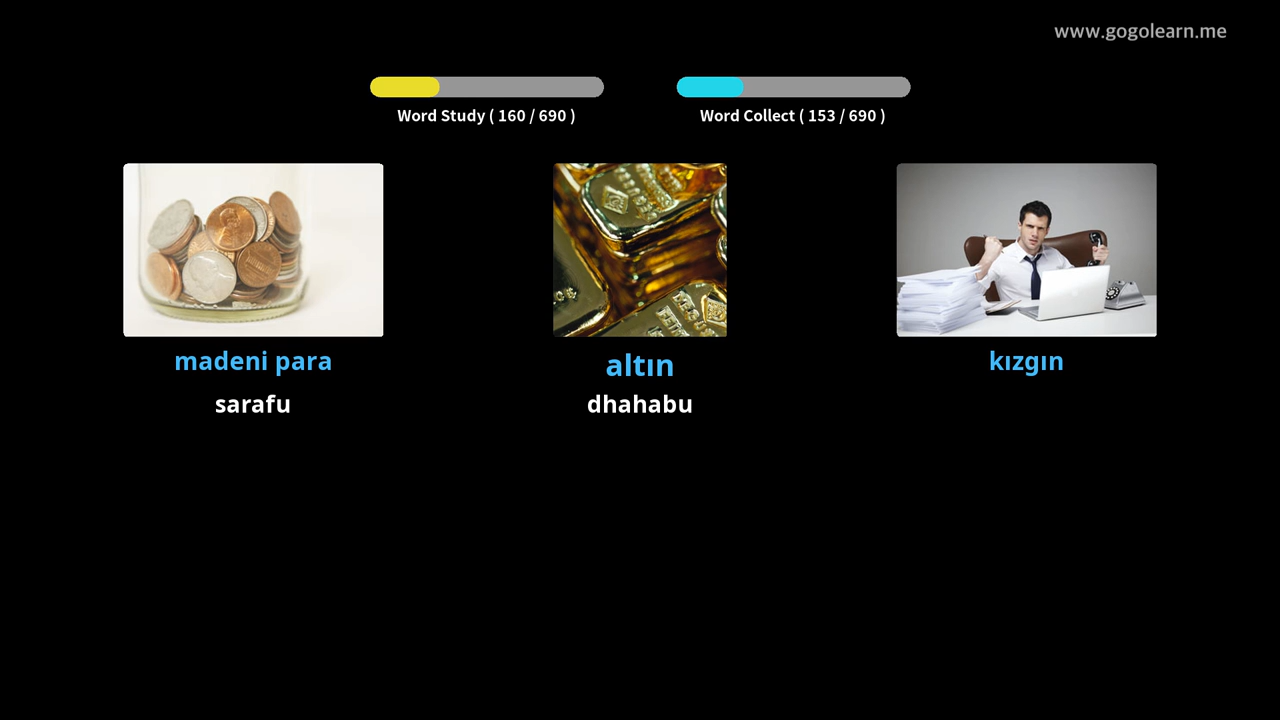 www.gogolearn.me
Word Study ( 160 / 690 )
Word Collect ( 153 / 690 )
madeni para
altın
kızgın
sarafu
dhahabu